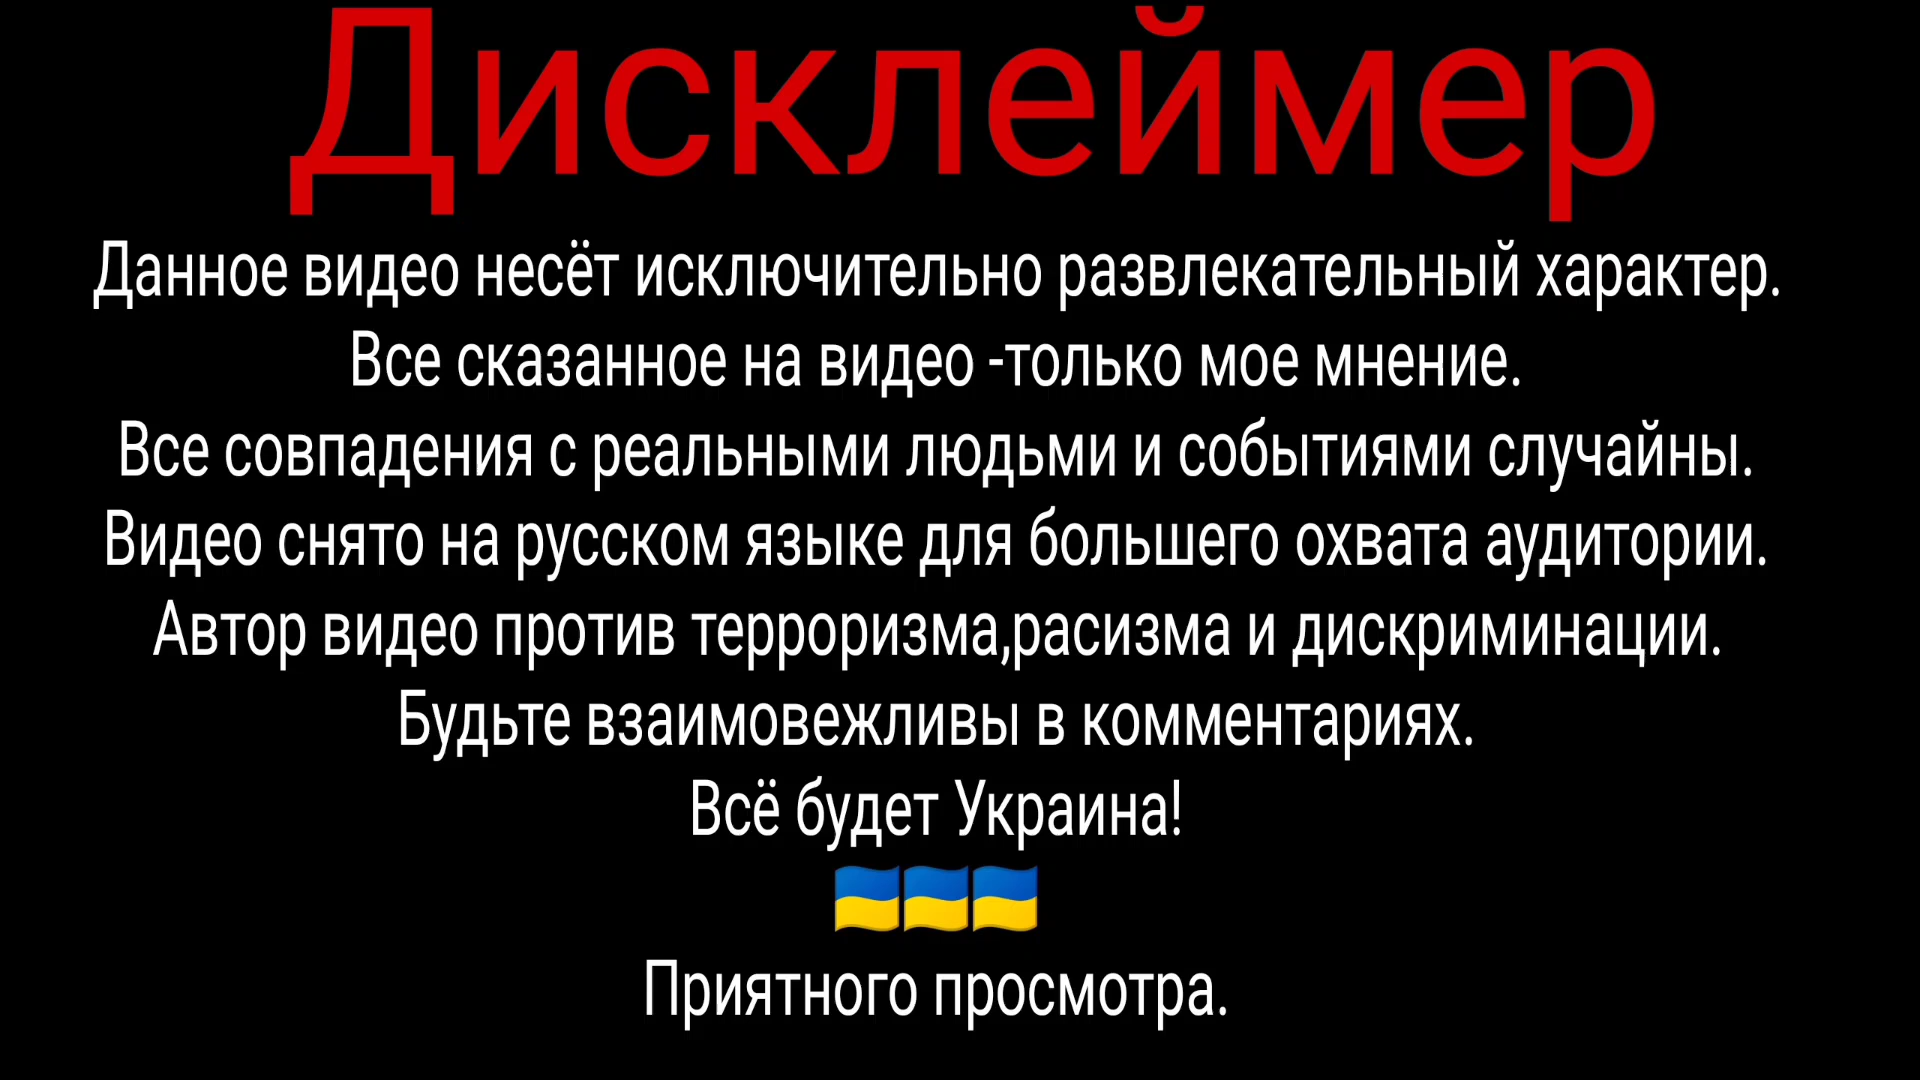 Дисклеймер
Данное видео несёт исключительно развлекательный характер.
Все сказанное на видео -только мое мнение.
Все совпадения с реальными людьми и событиями случайны.
Видео снято на русском языке для большего охвата аудитории.
Автор видео против терроризма,расизма и дискриминации.
Будьте взаимовежливы в комментариях.
Всё будет Украина!
🇺🇦🇺🇦🇺🇦
Приятного просмотра.